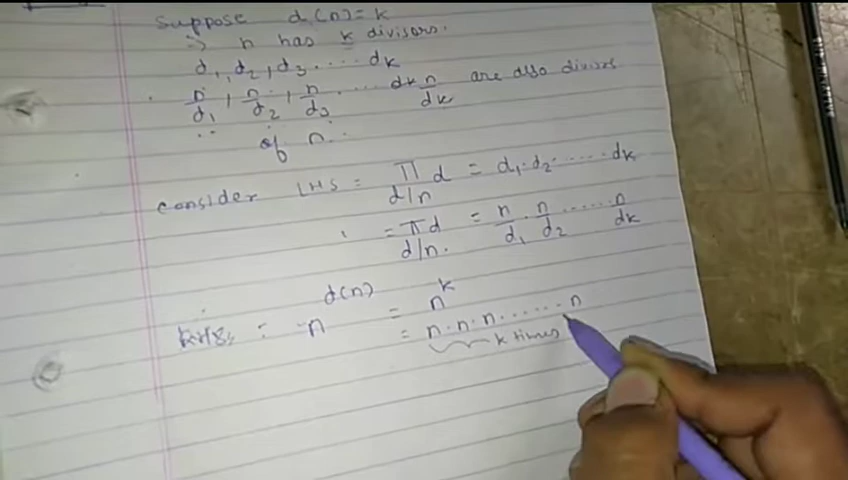 Suppose d(n) = k
=> n has k divisors.
d1, d2, d3 .... dk
n/d1, n/d2, n/d3 .... n/dk are also divisors
of n.
consider LHS = π d = d1·d2 ...... dk
d/n
= π d = n/d1 · n/d2 ...... n/dk
d/n.
RHS : n^d(n) = n^k
= n·n·n ...... n
k times